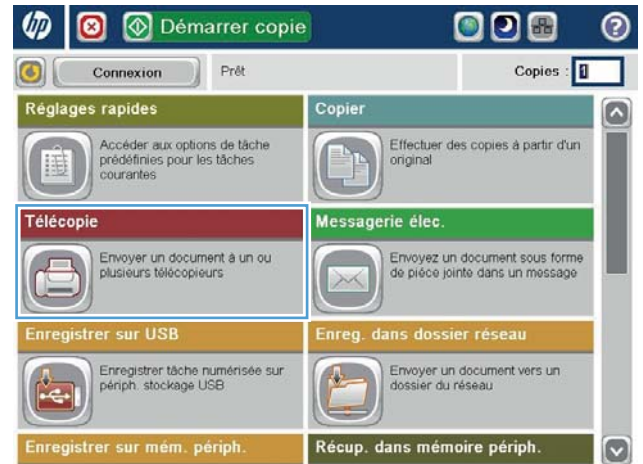 hp Démarrer copie ?
Connexion Prêt Copies : 1
Réglages rapides
Accéder aux options de tâche
prédéfinies pour les tâches
courantes
Copier
Effectuer des copies à partir d'un
original
Télécopie
Envoyer un document à un ou
plusieurs télécopieurs
Messagerie élec.
Envoyez un document sous forme
de pièce jointe dans un message
Enregistrer sur USB
Enregistrer tâche numérisée sur
périph. stockage USB
Enreg. dans dossier réseau
Envoyer un document vers un
dossier du réseau
Enregistrer sur mém. périph.
Récup. dans mémoire périph.